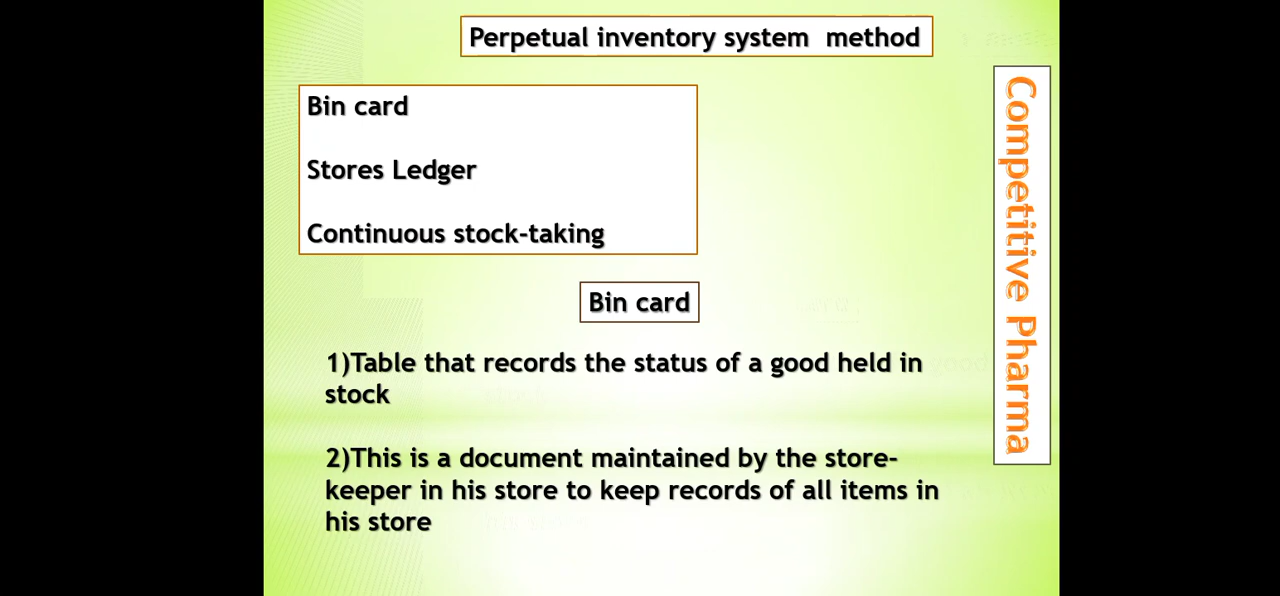 Perpetual inventory system method
Bin card
Stores Ledger
Continuous stock-taking
Bin card
1)Table that records the status of a good held in
stock
2)This is a document maintained by the store-
keeper in his store to keep records of all items in
his store
Competitive Pharma